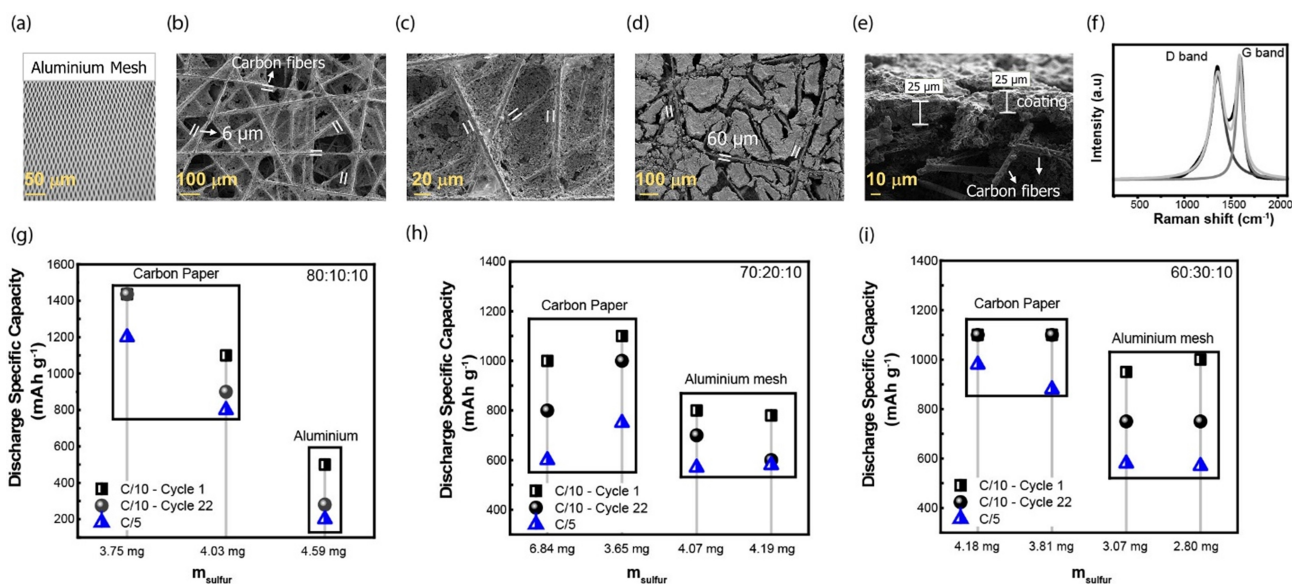 (a)
Aluminium Mesh
50 µm
(b)
Carbon fibers
6 µm
100 µm
(c)
20 µm
(d)
60 µm
100 µm
(e)
25 µm
25 µm
coating
10 µm
Carbon fibers
(f)
D band
G band
Intensity (a.u)
500 1000 1500 2000
Raman shift (cm-1)
(g)
Carbon Paper
80:10:10
Aluminium
Discharge Specific Capacity
(mAh g-1)
1600
1400
1200
1000
800
600
400
200
C/10 - Cycle 1
C/10 - Cycle 22
C/5
3.75 mg 4.03 mg 4.59 mg
msulfur
(h)
70:20:10
Carbon Paper
Aluminium mesh
Discharge Specific Capacity
(mAh g-1)
1400
1200
1000
800
600
400
C/10 - Cycle 1
C/10 - Cycle 22
C/5
6.84 mg 3.65 mg 4.07 mg 4.19 mg
msulfur
(i)
60:30:10
Carbon Paper
Aluminium mesh
Discharge Specific Capacity
(mAh g-1)
1400
1200
1000
800
600
400
C/10 - Cycle 1
C/10 - Cycle 22
C/5
4.18 mg 3.81 mg 3.07 mg 2.80 mg
msulfur